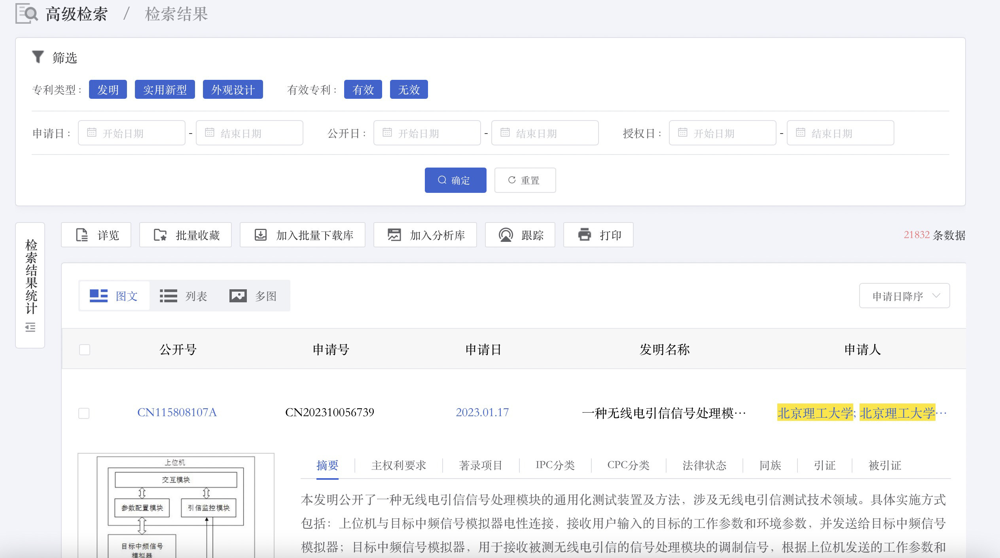 高级检索 / 检索结果
筛选
专利类型： 发明 实用新型 外观设计 有效专利： 有效 无效
申请日： 开始日期 - 结束日期 公开日： 开始日期 - 结束日期 授权日： 开始日期 - 结束日期
确定 重置
检索结果统计
详览 批量收藏 加入批量下载库 加入分析库 跟踪 打印 21832 条数据
图文 列表 多图 申请日降序
公开号 申请号 申请日 发明名称 申请人
CN115808107A CN202310056739 2023.01.17 一种无线电引信信号处理模… 北京理工大学; 北京理工大学…
上位机
交互模块
参数配置模块 引信监控模块
目标中频信号
模拟器
摘要 主权利要求 著录项目 IPC分类 CPC分类 法律状态 同族 引证 被引证
本发明公开了一种无线电引信信号处理模块的通用化测试装置及方法，涉及无线电引信测试技术领域。具体实施方式
包括：上位机与目标中频信号模拟器电性连接，接收用户输入的目标的工作参数和环境参数，并发送给目标中频信号
模拟器；目标中频信号模拟器，用于接收被测无线电引信的信号处理模块的调制信号，根据上位机发送的工作参数和